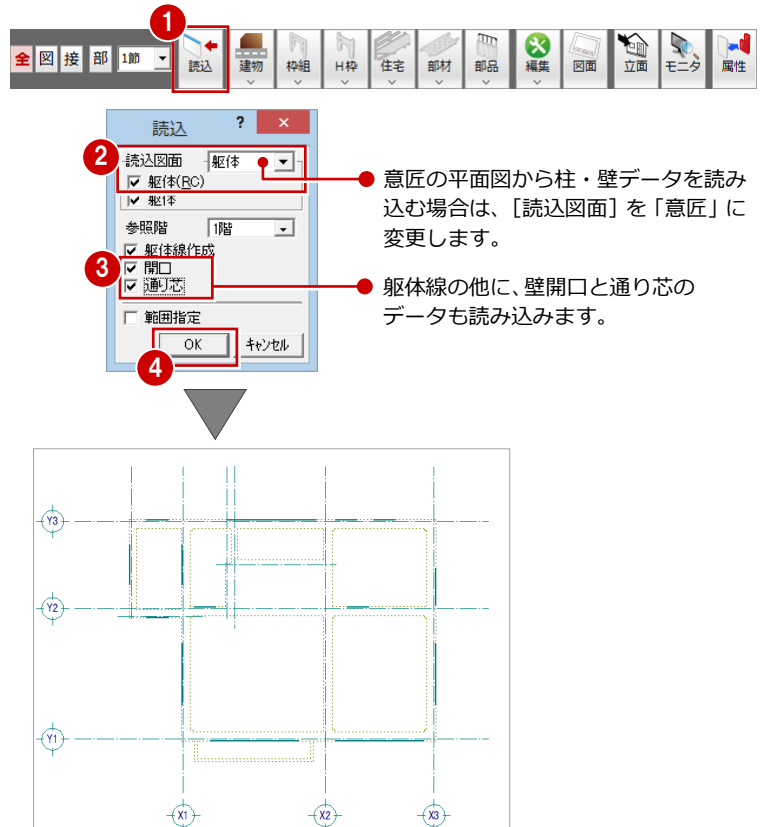 1
全 図 接 部 1節 読込 建物 枠組 H枠 住宅 部材 部品 編集 図面 立面 モニタ 属性
読込 ? ×
2
読込図面 躯体
躯体(RC)
躯体
意匠の平面図から柱・壁データを読み
込む場合は、［読込図面］を「意匠」に
変更します。
参照階 1階
躯体線作成
3
開口
通り芯
躯体線の他に、壁開口と通り芯の
データも読み込みます。
範囲指定
OK キャンセル
4
Y3
Y2
Y1
X1 X2 X3